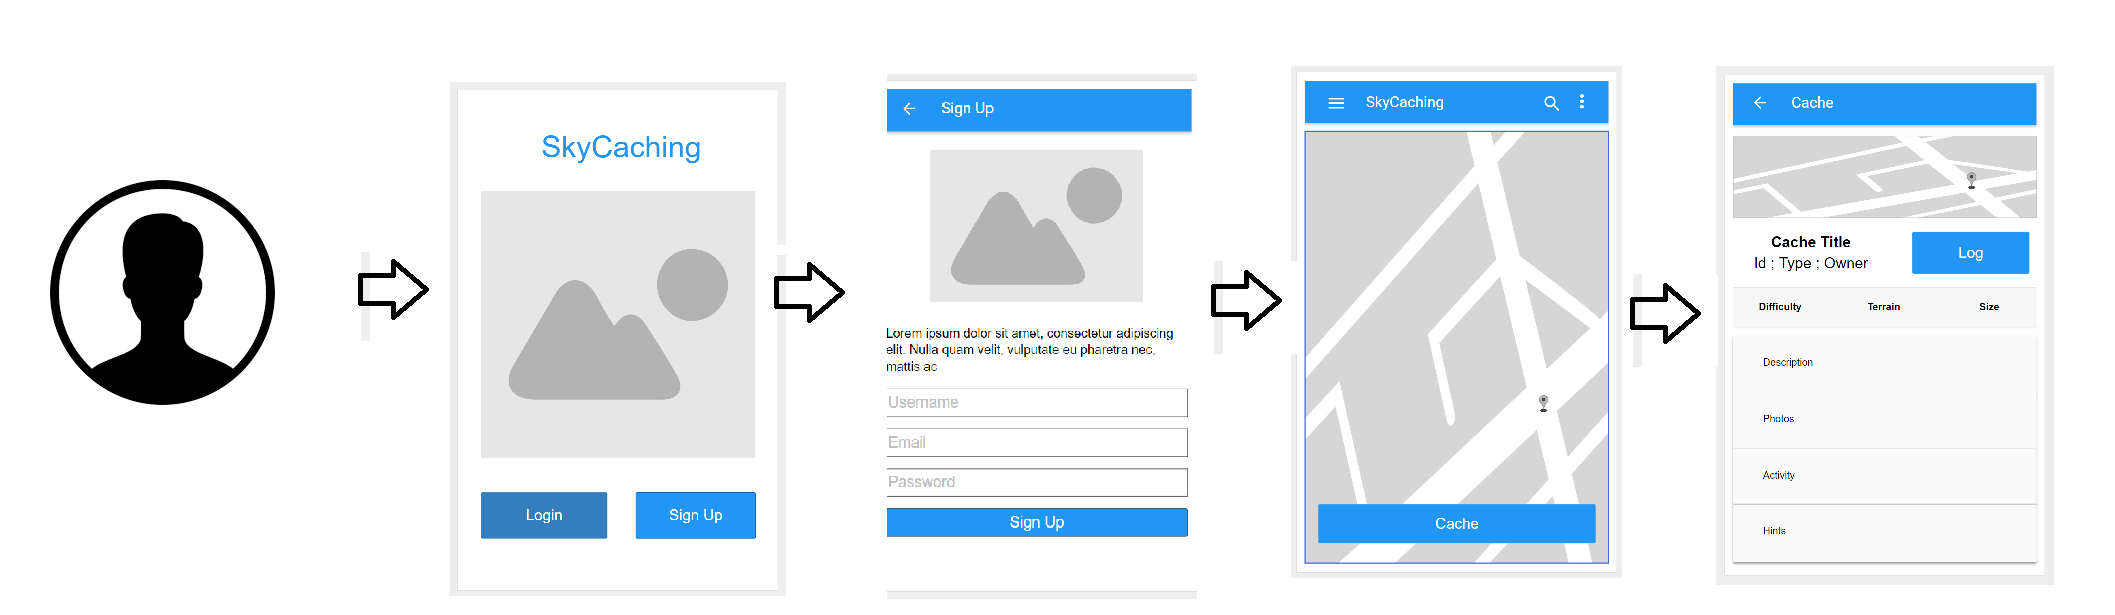 SkyCaching
Login
Sign Up
Sign Up
Lorem ipsum dolor sit amet, consectetur adipiscing
elit. Nulla quam velit, vulputate eu pharetra nec,
mattis ac
Username
Email
Password
Sign Up
SkyCaching
Cache
Cache
Cache Title
Id ; Type ; Owner
Log
Difficulty Terrain Size
Description
Photos
Activity
Hints